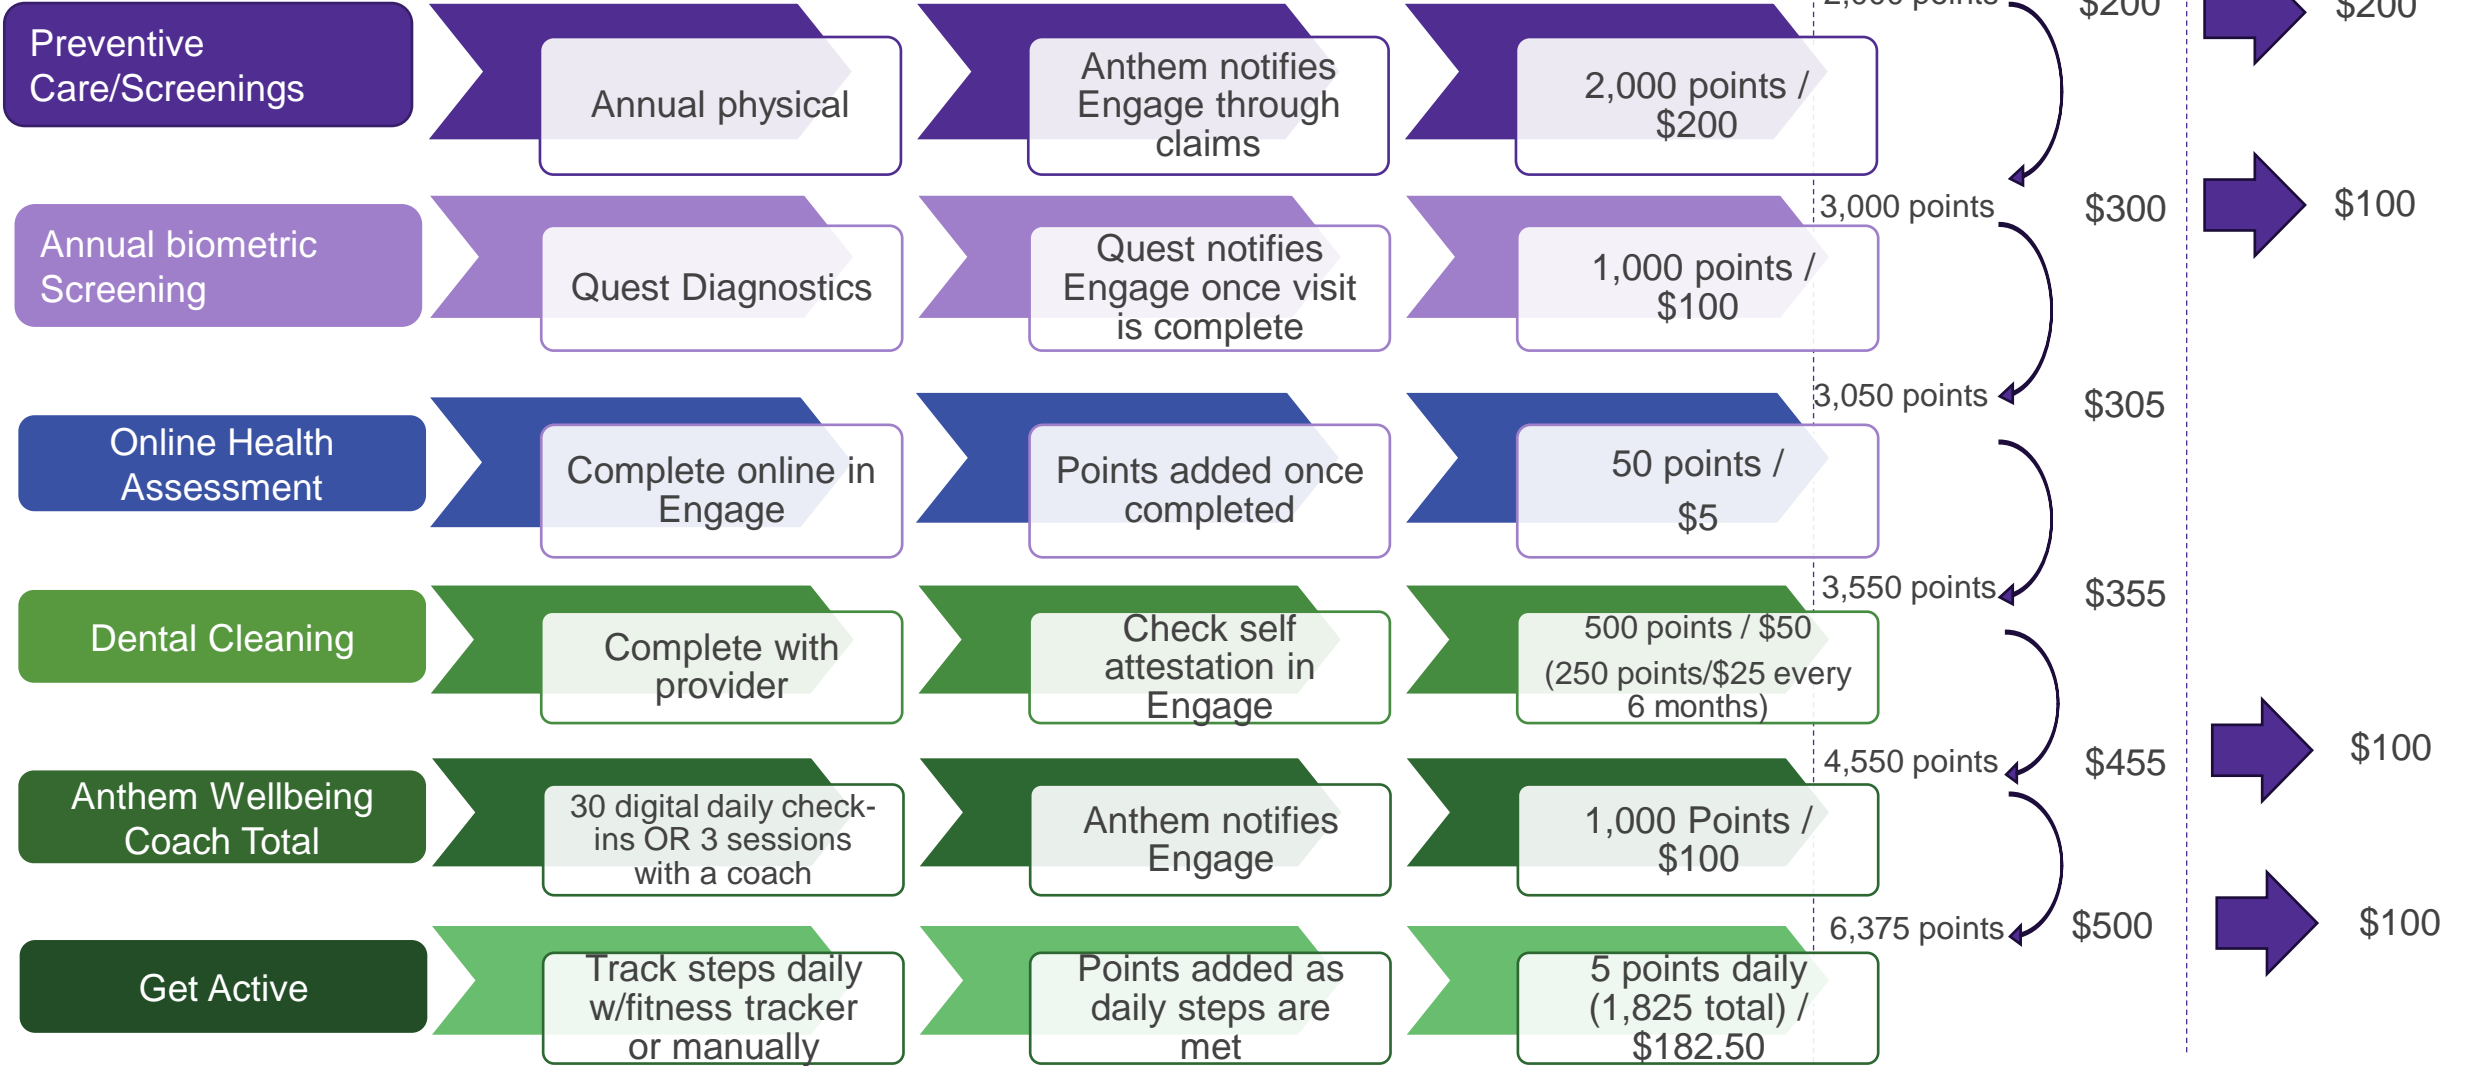 Preventive
Care/Screenings
Annual physical
Anthem notifies
Engage through
claims
2,000 points /
$200
2,000 points
$200
$200
Annual biometric
Screening
Quest Diagnostics
Quest notifies
Engage once visit
is complete
1,000 points /
$100
3,000 points
$300
$100
Online Health
Assessment
Complete online in
Engage
Points added once
completed
50 points /
$5
3,050 points
$305
Dental Cleaning
Complete with
provider
Check self
attestation in
Engage
500 points / $50
(250 points/$25 every
6 months)
3,550 points
$355
Anthem Wellbeing
Coach Total
30 digital daily check-
ins OR 3 sessions
with a coach
Anthem notifies
Engage
1,000 Points /
$100
4,550 points
$455
$100
Get Active
Track steps daily
w/fitness tracker
or manually
Points added as
daily steps are
met
5 points daily
(1,825 total) /
$182.50
6,375 points
$500
$100